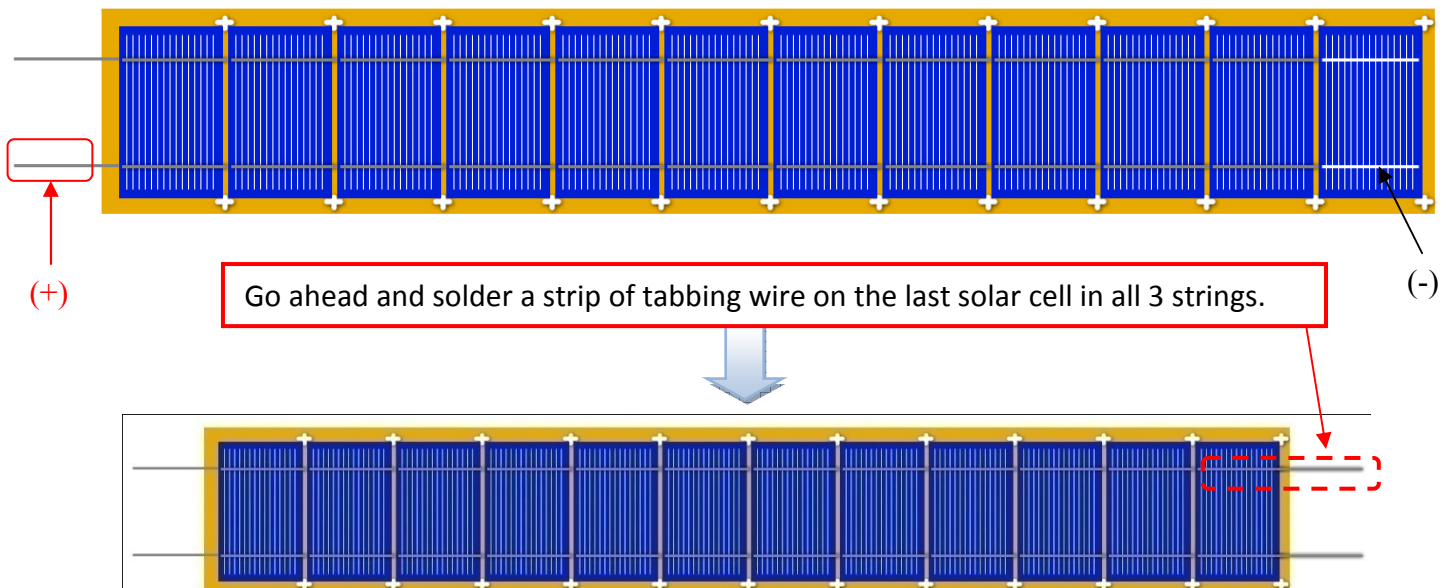 (+)
(-)
Go ahead and solder a strip of tabbing wire on the last solar cell in all 3 strings.